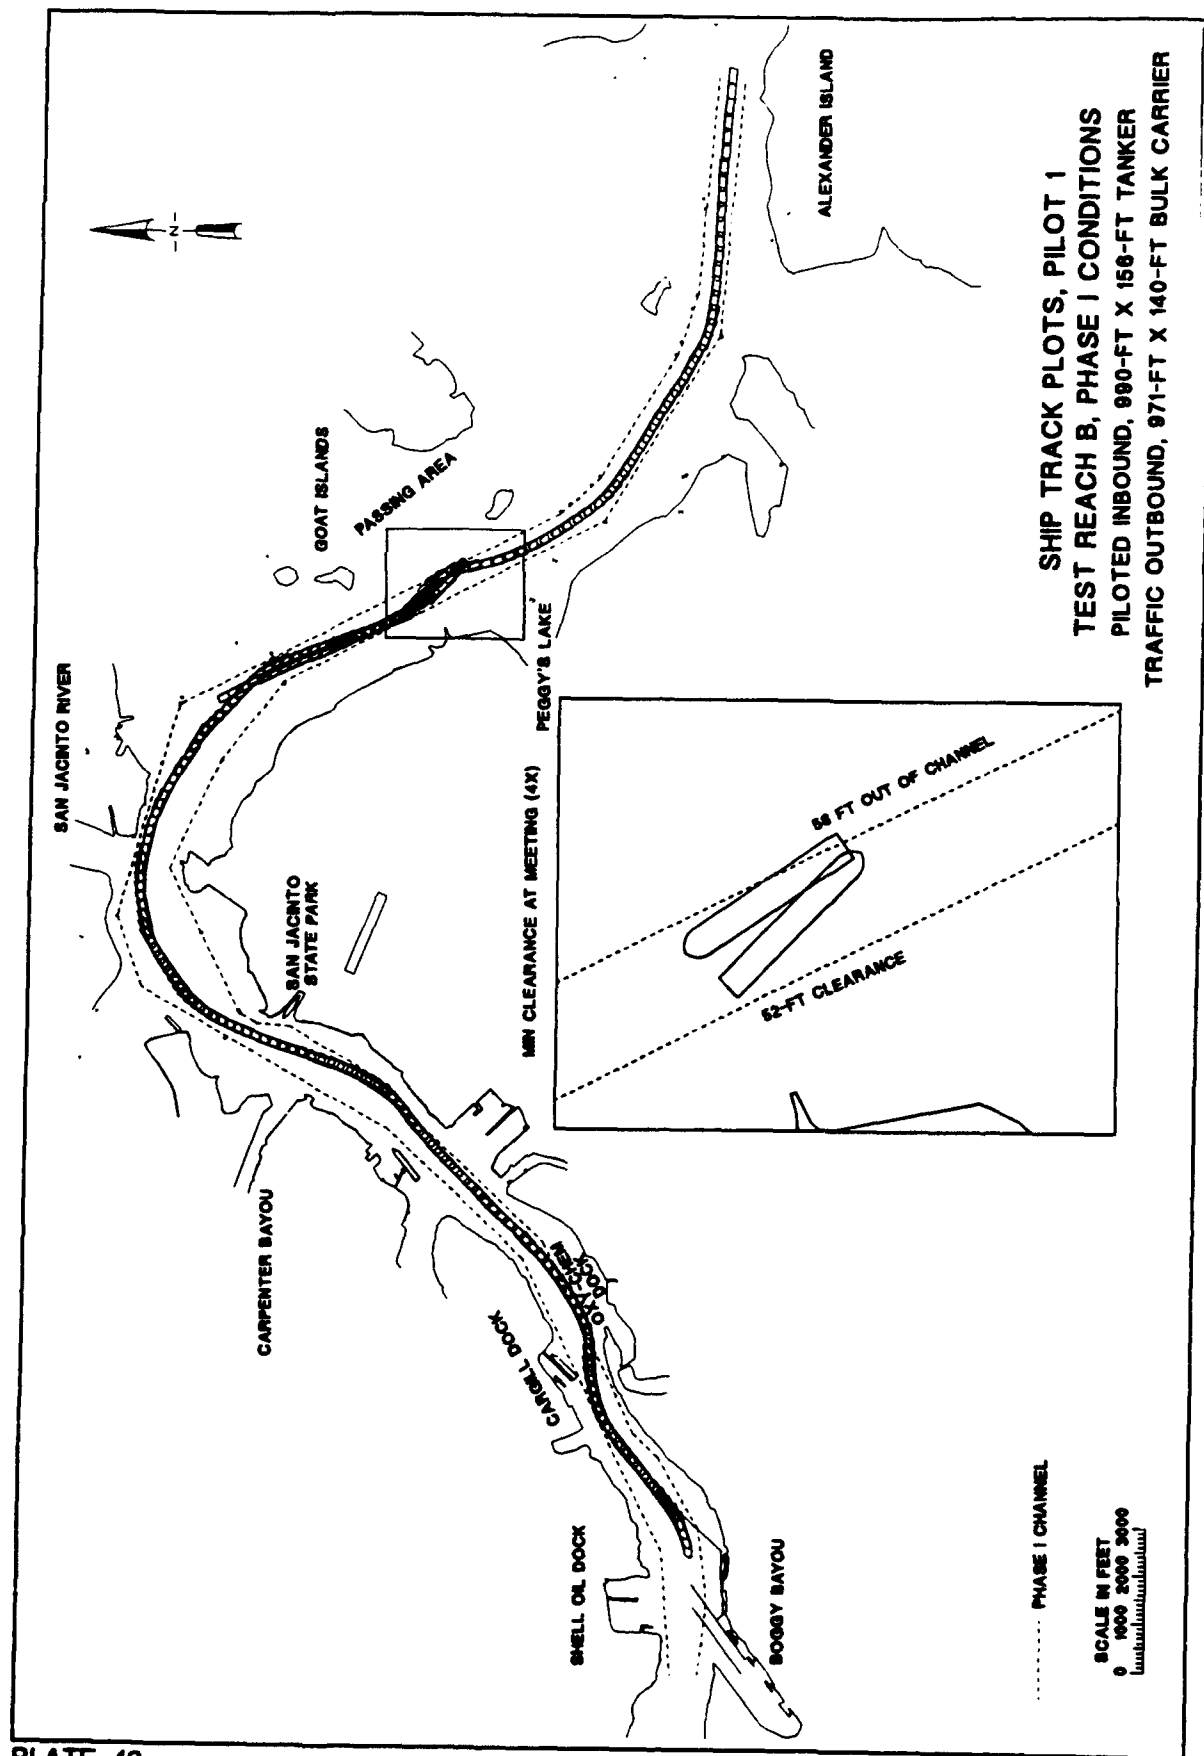 SAN JACINTO RIVER
GOAT ISLANDS
PASSING AREA
N
ALEXANDER ISLAND
PEGGY'S LAKE
SAN JACINTO
STATE PARK
CARPENTER BAYOU
CARGILL DOCK
OXY-CHEM
OXY DOCK
SHELL OIL DOCK
BOGGY BAYOU
MIN CLEARANCE AT MEETING (4X)
58 FT OUT OF CHANNEL
52-FT CLEARANCE
PHASE I CHANNEL
SCALE IN FEET
0 1000 2000 3000
SHIP TRACK PLOTS, PILOT 1
TEST REACH B, PHASE I CONDITIONS
PILOTED INBOUND, 990-FT X 156-FT TANKER
TRAFFIC OUTBOUND, 971-FT X 140-FT BULK CARRIER